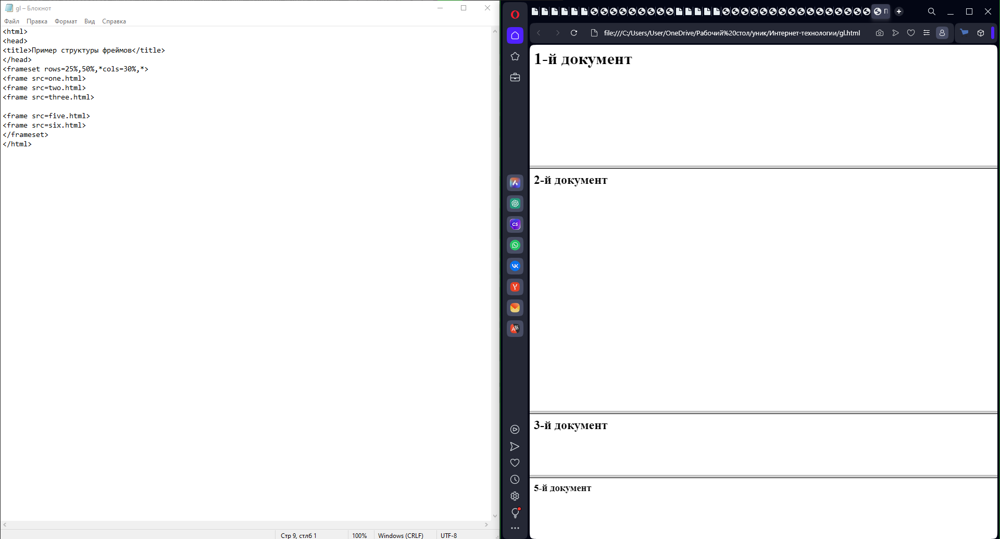 gl – Блокнот
Файл Правка Формат Вид Справка
<html>
<head>
<title>Пример структуры фреймов</title>
</head>
<frameset rows=25%,50%,*cols=30%,*>
<frame src=one.html>
<frame src=two.html>
<frame src=three.html>
<frame src=five.html>
<frame src=six.html>
</frameset>
</html>
Стр 9, стлб 1 100% Windows (CRLF) UTF-8
П
file:///C:/Users/User/OneDrive/Рабочий%20стол/уник/Интернет-технологии/gl.html
CS
1-й документ
2-й документ
3-й документ
5-й документ